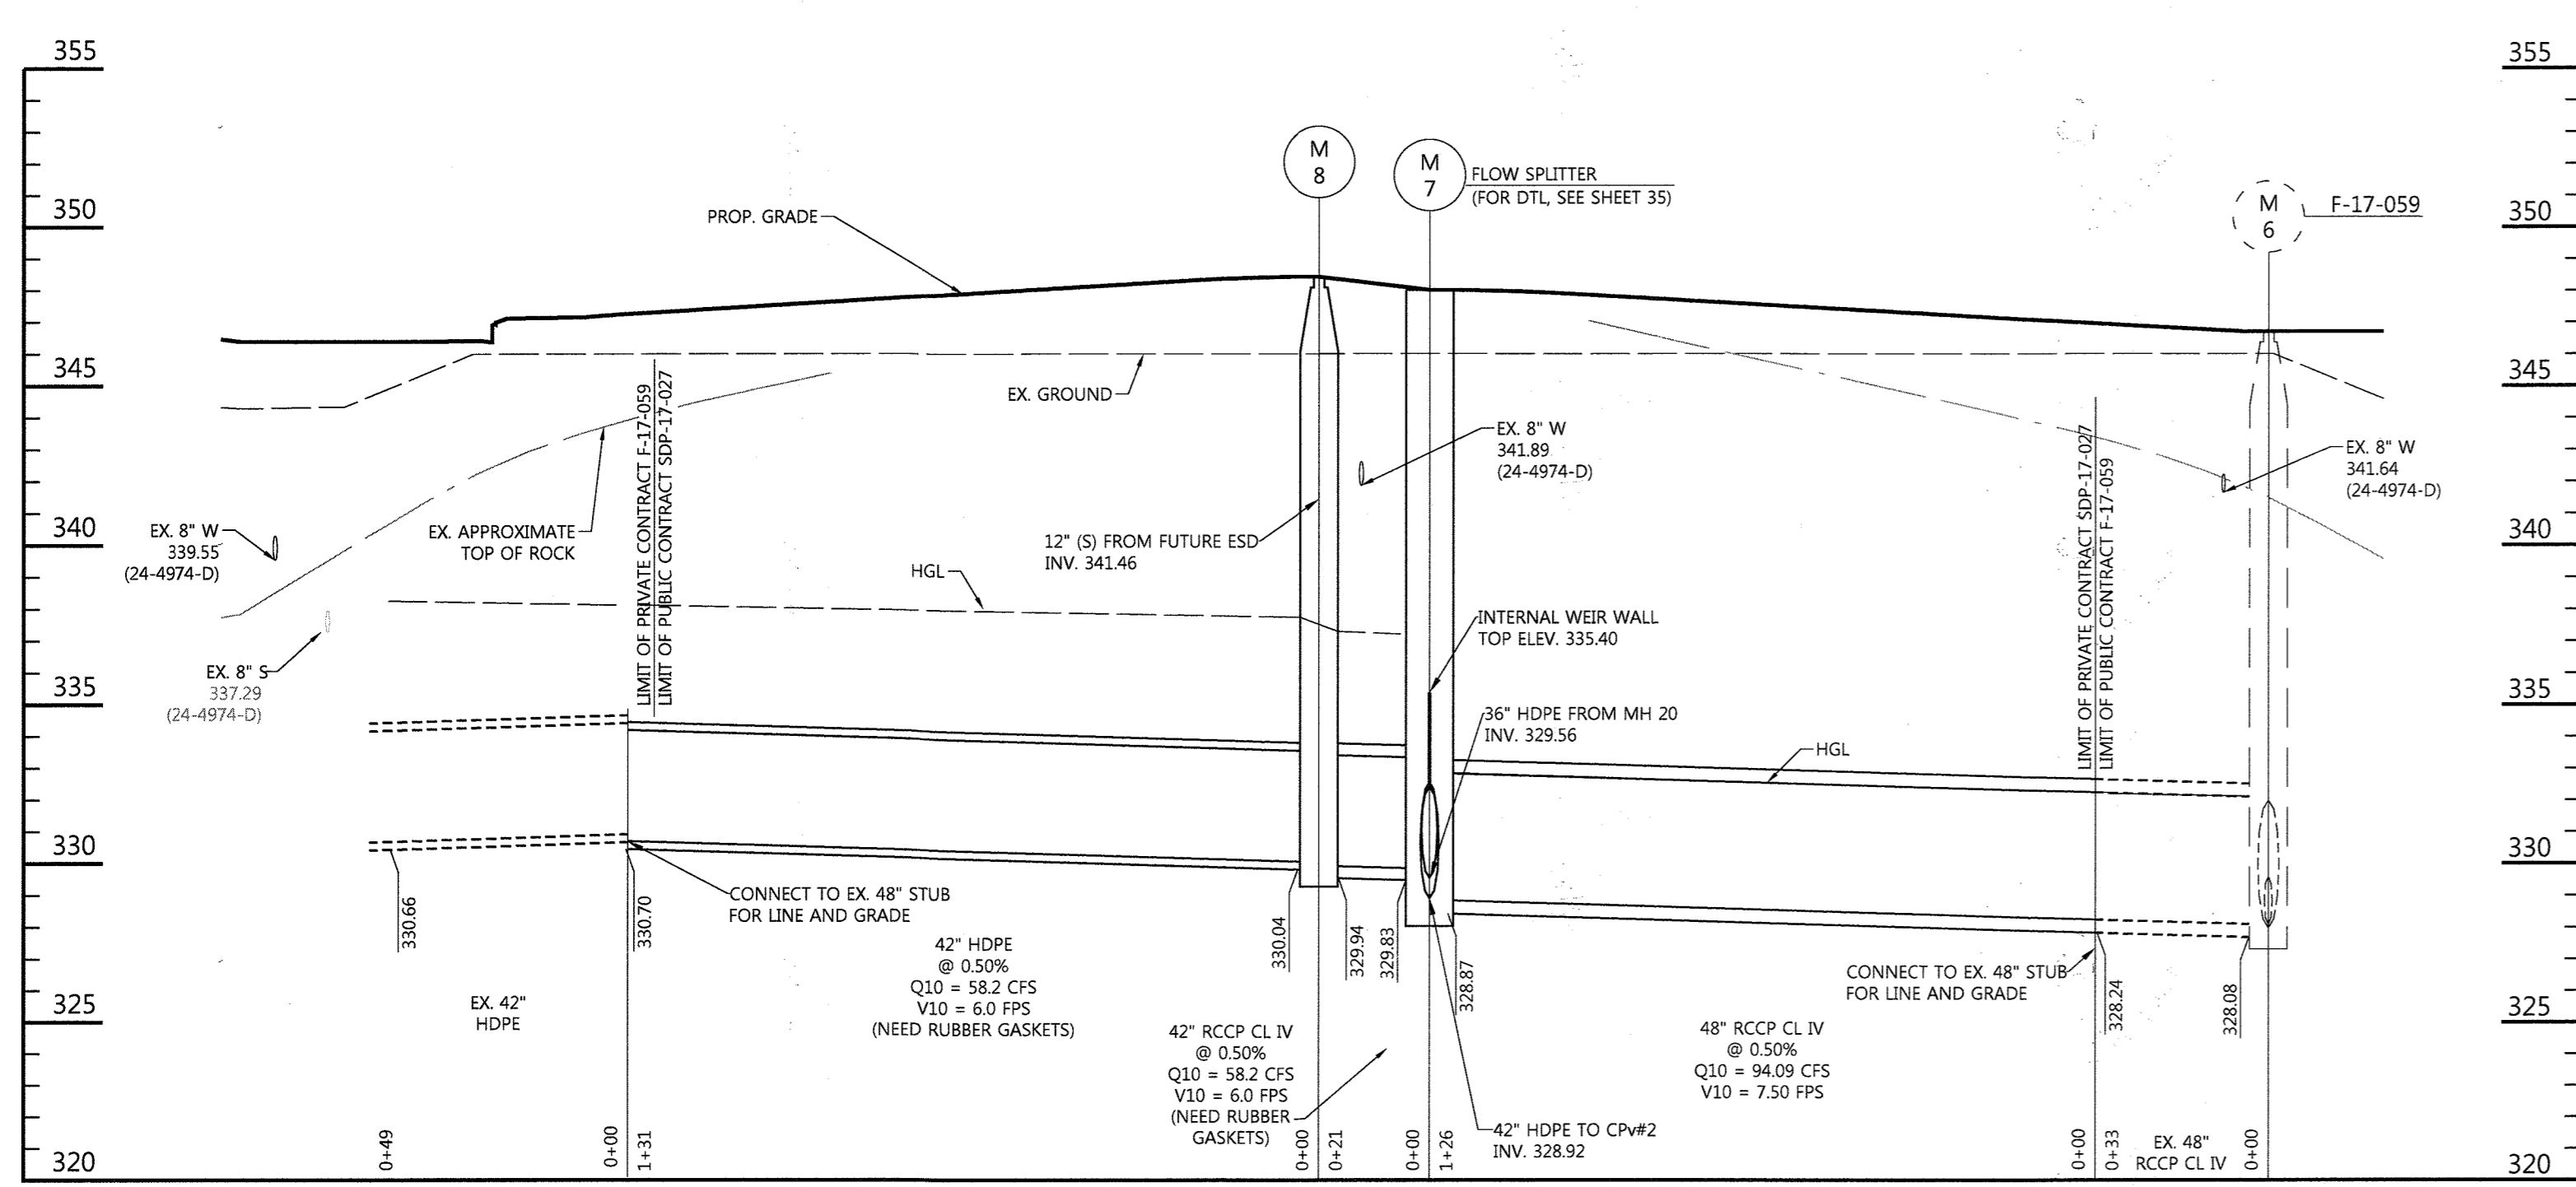 355
355
M
8
M
7
FLOW SPLITTER
(FOR DTL, SEE SHEET 35)
M
6
F-17-059
350
PROP. GRADE
350
345
EX. GROUND
345
LIMIT OF PRIVATE CONTRACT F-17-059
LIMIT OF PUBLIC CONTRACT SDP-17-027
EX. 8" W
341.89
(24-4974-D)
LIMIT OF PRIVATE CONTRACT SDP-17-027
LIMIT OF PUBLIC CONTRACT F-17-059
EX. 8" W
341.64
(24-4974-D)
340
EX. 8" W
339.55
(24-4974-D)
EX. APPROXIMATE
TOP OF ROCK
12" (S) FROM FUTURE ESD
INV. 341.46
340
HGL
INTERNAL WEIR WALL
TOP ELEV. 335.40
EX. 8" S
337.29
(24-4974-D)
335
335
36" HDPE FROM MH 20
INV. 329.56
HGL
330
330
330.66
330.70
CONNECT TO EX. 48" STUB
FOR LINE AND GRADE
330.04
329.94
329.83
328.87
CONNECT TO EX. 48" STUB
FOR LINE AND GRADE
328.24
328.08
325
EX. 42"
HDPE
42" HDPE
@ 0.50%
Q10 = 58.2 CFS
V10 = 6.0 FPS
(NEED RUBBER GASKETS)
42" RCCP CL IV
@ 0.50%
Q10 = 58.2 CFS
V10 = 6.0 FPS
(NEED RUBBER
GASKETS)
48" RCCP CL IV
@ 0.50%
Q10 = 94.09 CFS
V10 = 7.50 FPS
325
42" HDPE TO CPv#2
INV. 328.92
320
0+49
0+00
1+31
0+00
0+21
0+00
1+26
0+00
0+33
EX. 48"
RCCP CL IV
0+00
320